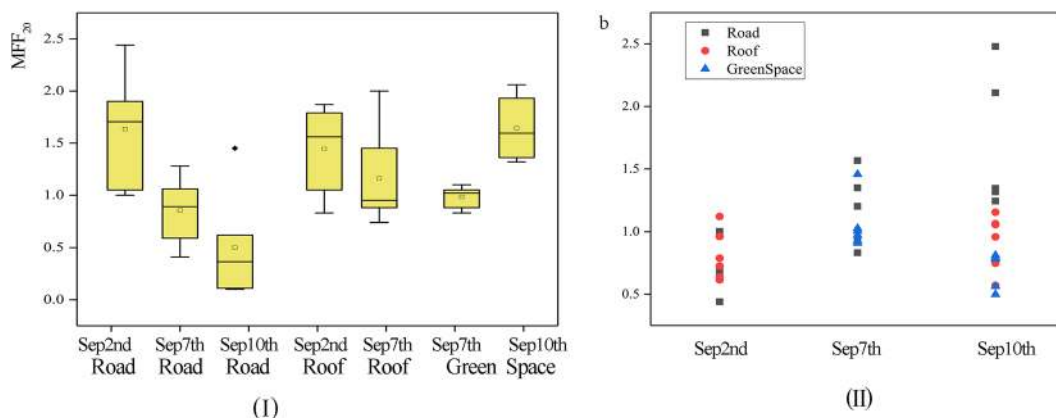 MFF20
2.5
2.0
1.5
1.0
0.5
0.0
Sep2nd Sep7th Sep10th Sep2nd Sep7th Sep7th Sep10th
Road Road Road Roof Roof Green Space
(I)
b
Road
Roof
GreenSpace
2.5
2.0
1.5
1.0
0.5
Sep2nd Sep7th Sep10th
(II)